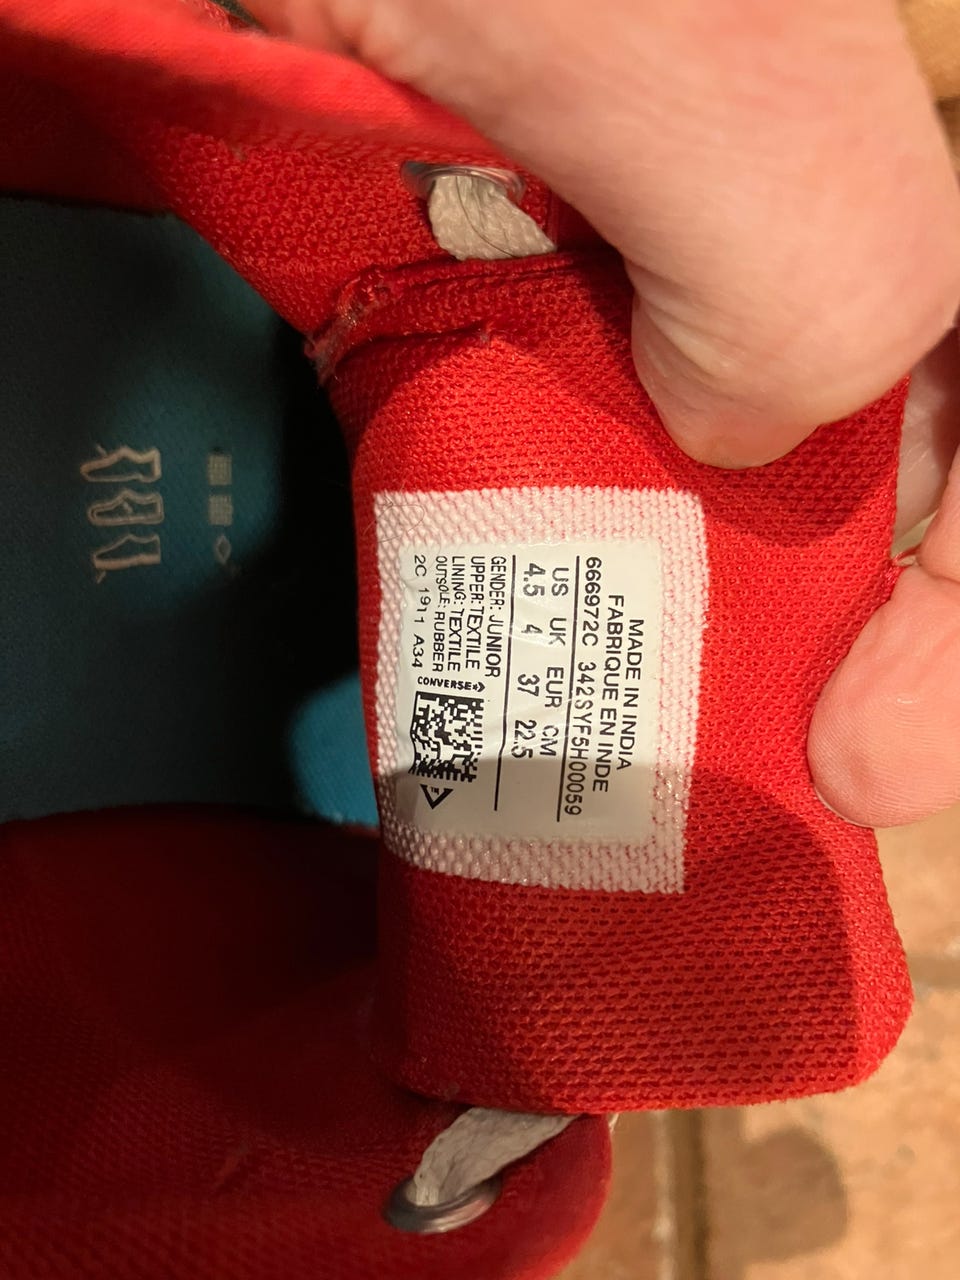 MADE IN INDIA
FABRIQUE EN INDE
666972C 342SYF5H00059
US UK EUR CM
4.5 4 37 22.5
GENDER: JUNIOR
UPPER: TEXTILE
LINING: TEXTILE
OUTSOLE: RUBBER
2C 1911 A34
CONVERSE
E